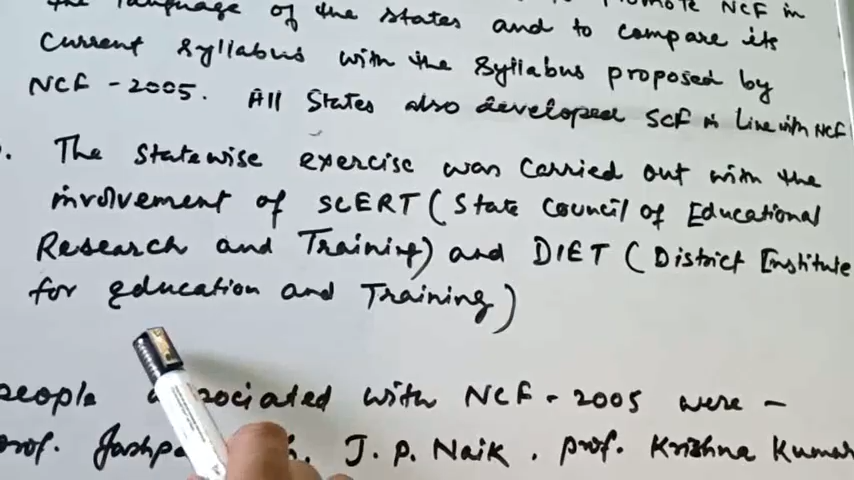 the language of the states and to promote NCF in
Current Syllabus with the Syllabus proposed by
NCF - 2005. All States also developed SCF in Line with NCF
The Statewise exercise was Carried out with the
involvement of SCERT (State Council of Educational
Research and Training) and DIET (District Institute
for education and Training)
people associated with NCF - 2005 were -
prof. J. P. Naik. prof. Krishna Kumar